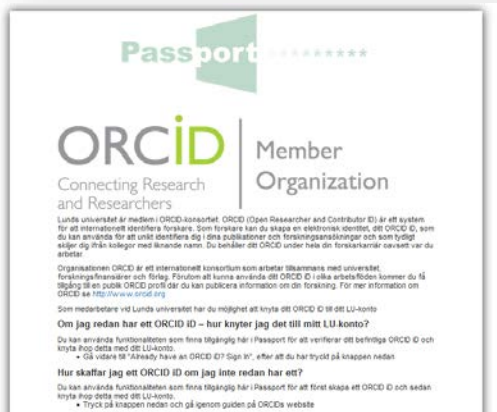 Passport********
ORCiD
Member
Organization
Connecting Research
and Researchers
Lunds universitet är medlem i ORCID-konsortiet. ORCID (Open Researcher and Contributor ID) är ett system
för att internationellt identifiera forskare. Som forskare kan du skapa en elektronisk identitet, ditt ORCID iD, som
du kan använda för att unikt identifiera dig i dina publikationer och forskningsansökningar och som tydligt
skiljer dig ifrån kollegor med liknande namn. Du behåller ditt ORCID under hela din forskarkarriär oavsett var du
arbetar.
Organisationen ORCID är ett internationellt konsortium som arbetar tillsammans med universitet,
forskningsfinansiärer och förlag. Förutom att kunna använda ditt ORCID iD i olika arbetsflöden kommer du få
tillgång till en publik ORCID profil där du kan publicera information om din forskning. För mer information om
ORCID se http://www.orcid.org
Som medarbetare vid Lunds universitet har du möjlighet att knyta ditt ORCID iD till ditt LU-konto
Om jag redan har ett ORCID iD – hur knyter jag det till mitt LU-konto?
Du kan använda funktionaliteten som finns tillgänglig här i Passport för att verifierar ditt befintliga ORCID iD och
knyta ihop detta med ditt LU-konto.
• Gå vidare till "Already have an ORCID iD? Sign in", efter att du har tryckt på knappen nedan
Hur skaffar jag ett ORCID iD om jag inte redan har ett?
Du kan använda funktionaliteten som finns tillgänglig här i Passport för att först skapa ett ORCID iD och sedan
knyta ihop detta med ditt LU-konto.
• Tryck på knappen nedan och gå igenom guiden på ORCIDs website